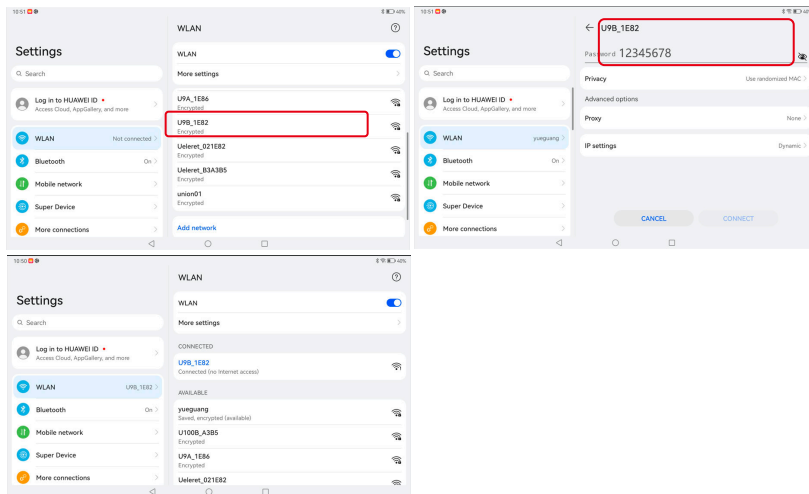 10:51
40%
WLAN
Settings
WLAN
Search
More settings
Log in to HUAWEI ID
Access Cloud, AppGallery, and more
U9A_1E86
Encrypted
U9B_1E82
Encrypted
WLAN
Not connected
Ueleret_021E82
Encrypted
Bluetooth
On
Ueleret_B3A3B5
Encrypted
Mobile network
union01
Encrypted
Super Device
More connections
Add network
10:51
40%
U9B_1E82
Settings
Password 12345678
Search
Privacy
Use randomized MAC
Log in to HUAWEI ID
Access Cloud, AppGallery, and more
Advanced options
Proxy
None
WLAN
yueguang
IP settings
Dynamic
Bluetooth
On
Mobile network
Super Device
More connections
CANCEL
CONNECT
10:50
40%
WLAN
Settings
WLAN
Search
More settings
Log in to HUAWEI ID
Access Cloud, AppGallery, and more
CONNECTED
U9B_1E82
Connected (no Internet access)
WLAN
U9B_1E82
AVAILABLE
Bluetooth
On
yueguang
Saved, encrypted (available)
Mobile network
U100B_A3B5
Encrypted
Super Device
U9A_1E86
Encrypted
More connections
Ueleret_021E82